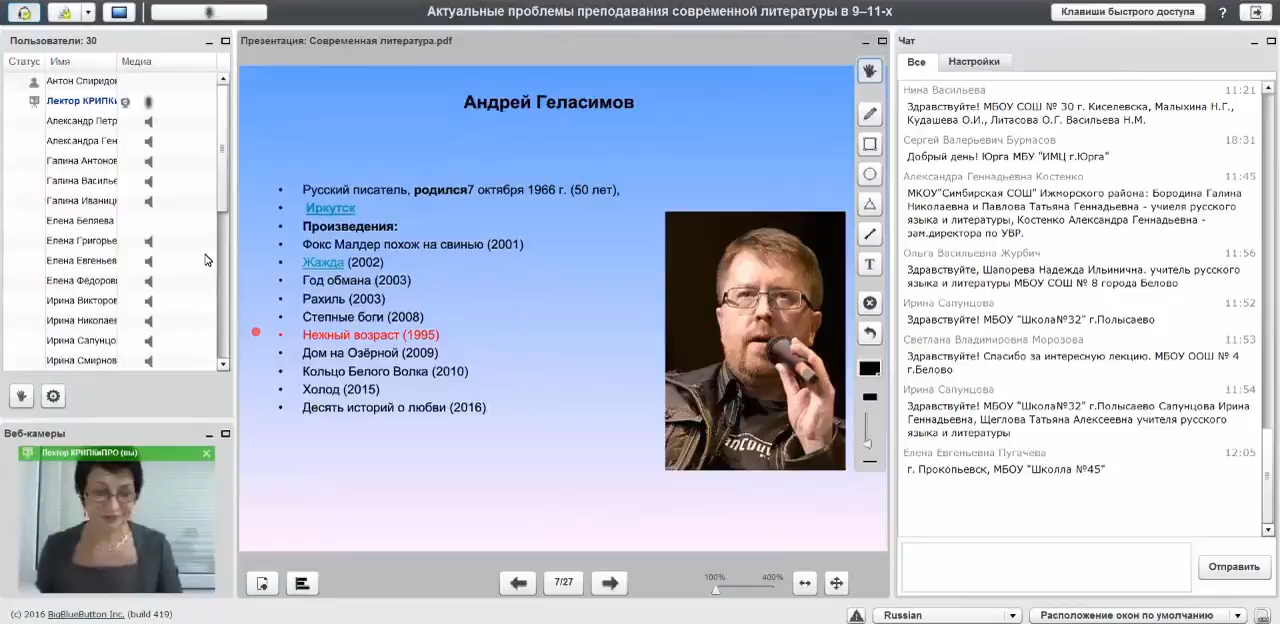 Актуальные проблемы преподавания современной литературы в 9–11-х
Клавиши быстрого доступа
?
Пользователи: 30
Статус Имя Медиа
Антон Спиридон
Лектор КРИПКи
Александр Петр
Александра Ген
Галина Антонов
Галина Василье
Галина Иваниц
Елена Беляева
Елена Григорье
Елена Евгеньев
Елена Фёдоров
Ирина Викторов
Ирина Николаев
Ирина Сапунцо
Ирина Смирнов
Веб-камеры
Лектор КРИПКиПРО (вы)
Презентация: Современная литература.pdf
Андрей Геласимов
• Русский писатель, родился7 октября 1966 г. (50 лет),
• Иркутск
• Произведения:
• Фокс Малдер похож на свинью (2001)
• Жажда (2002)
• Год обмана (2003)
• Рахиль (2003)
• Степные боги (2008)
• Нежный возраст (1995)
• Дом на Озёрной (2009)
• Кольцо Белого Волка (2010)
• Холод (2015)
• Десять историй о любви (2016)
T
7/27
100% 400%
Чат
Все Настройки
Нина Васильева 11:21
Здравствуйте! МБОУ СОШ № 30 г. Киселевска, Малыхина Н.Г.,
Кудашева О.И., Литасова О.Г. Васильева Н.М.
Сергей Валерьевич Бурмасов 18:31
Добрый день! Юрга МБУ "ИМЦ г.Юрга"
Александра Геннадьевна Костенко 11:45
МКОУ"Симбирская СОШ" Ижморского района: Бородина Галина
Николаевна и Павлова Татьяна Геннадьевна - учиеля русского
языка и литературы, Костенко Александра Геннадьевна -
зам.директора по УВР.
Ольга Васильевна Журбич 11:56
Здравствуйте, Шапорева Надежда Ильинична. учитель русского
языка и литературы МБОУ СОШ № 8 города Белово
Ирина Сапунцова 11:52
Здравствуйте! МБОУ "Школа№32" г.Полысаево
Светлана Владимировна Морозова 11:53
Здравствуйте! Спасибо за интересную лекцию. МБОУ ООШ № 4
г.Белово
Ирина Сапунцова 11:54
Здравствуйте! МБОУ "Школа№32" г.Полысаево Сапунцова Ирина
Геннадьевна, Щеглова Татьяна Алексеевна учителя русского
языка и литературы
Елена Евгеньевна Пугачева 12:05
г. Прокопьевск, МБОУ "Школла №45"
Отправить
(c) 2016 BigBlueButton Inc. (build 419)
Russian
Расположение окон по умолчанию